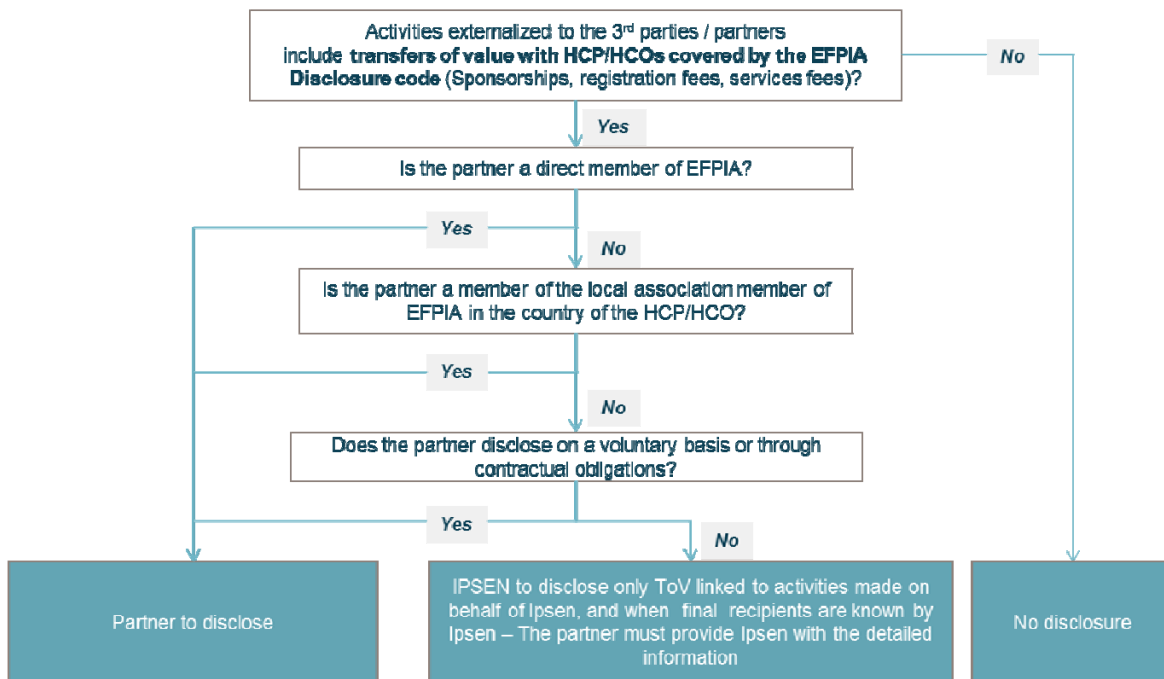 Activities externalized to the 3rd parties / partners
include transfers of value with HCP/HCOs covered by the EFPIA
Disclosure code (Sponsorships, registration fees, services fees)?
No
Yes
Is the partner a direct member of EFPIA?
Yes
No
Is the partner a member of the local association member of
EFPIA in the country of the HCP/HCO?
Yes
No
Does the partner disclose on a voluntary basis or through
contractual obligations?
Yes
No
Partner to disclose
IPSEN to disclose only ToV linked to activities made on
behalf of Ipsen, and when final recipients are known by
Ipsen – The partner must provide Ipsen with the detailed
information
No disclosure